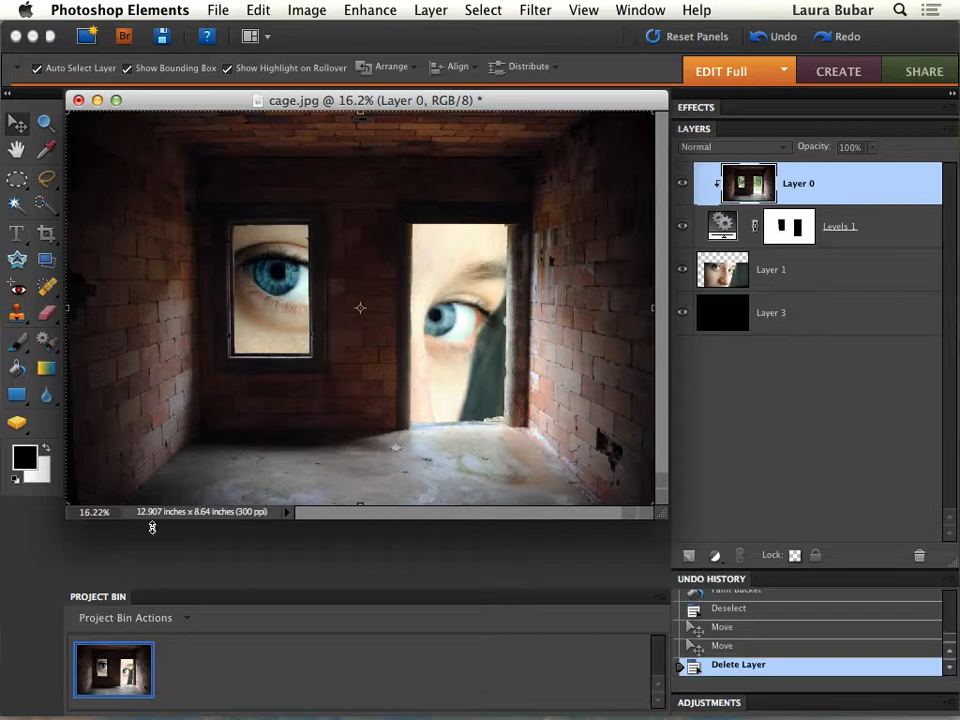 Photoshop Elements File Edit Image Enhance Layer Select Filter View Window Help Laura Bubar
Br ? Reset Panels Undo Redo
Auto Select Layer Show Bounding Box Show Highlight on Rollover Arrange Align Distribute EDIT Full CREATE SHARE
cage.jpg @ 16.2% (Layer 0, RGB/8) *
EFFECTS
LAYERS
Normal Opacity: 100%
Layer 0
Levels 1
Layer 1
Layer 3
T
16.22% 12.907 inches x 8.64 inches (300 ppi)
Lock:
UNDO HISTORY
Paint Bucket
Deselect
Move
Move
Delete Layer
PROJECT BIN
Project Bin Actions
ADJUSTMENTS